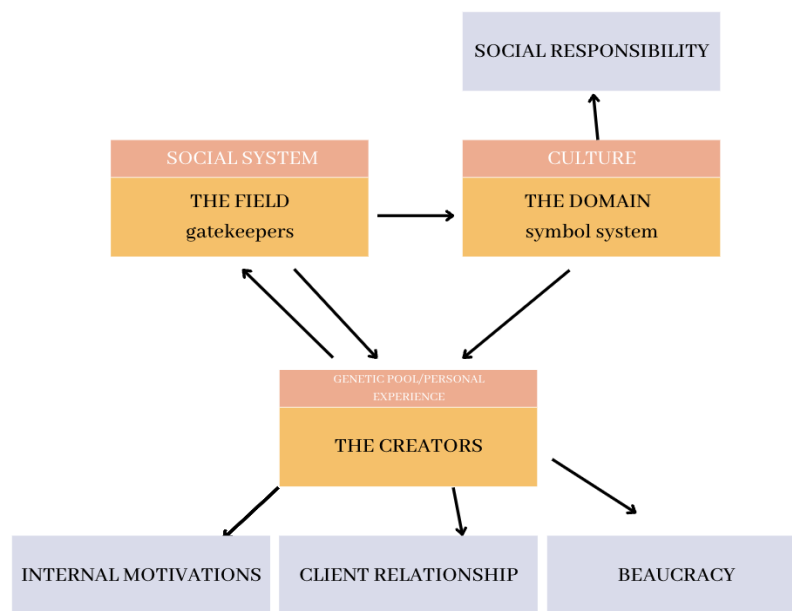 SOCIAL RESPONSIBILITY
SOCIAL SYSTEM
THE FIELD
gatekeepers
CULTURE
THE DOMAIN
symbol system
GENETIC POOL/PERSONAL
EXPERIENCE
THE CREATORS
INTERNAL MOTIVATIONS
CLIENT RELATIONSHIP
BEAUCRACY